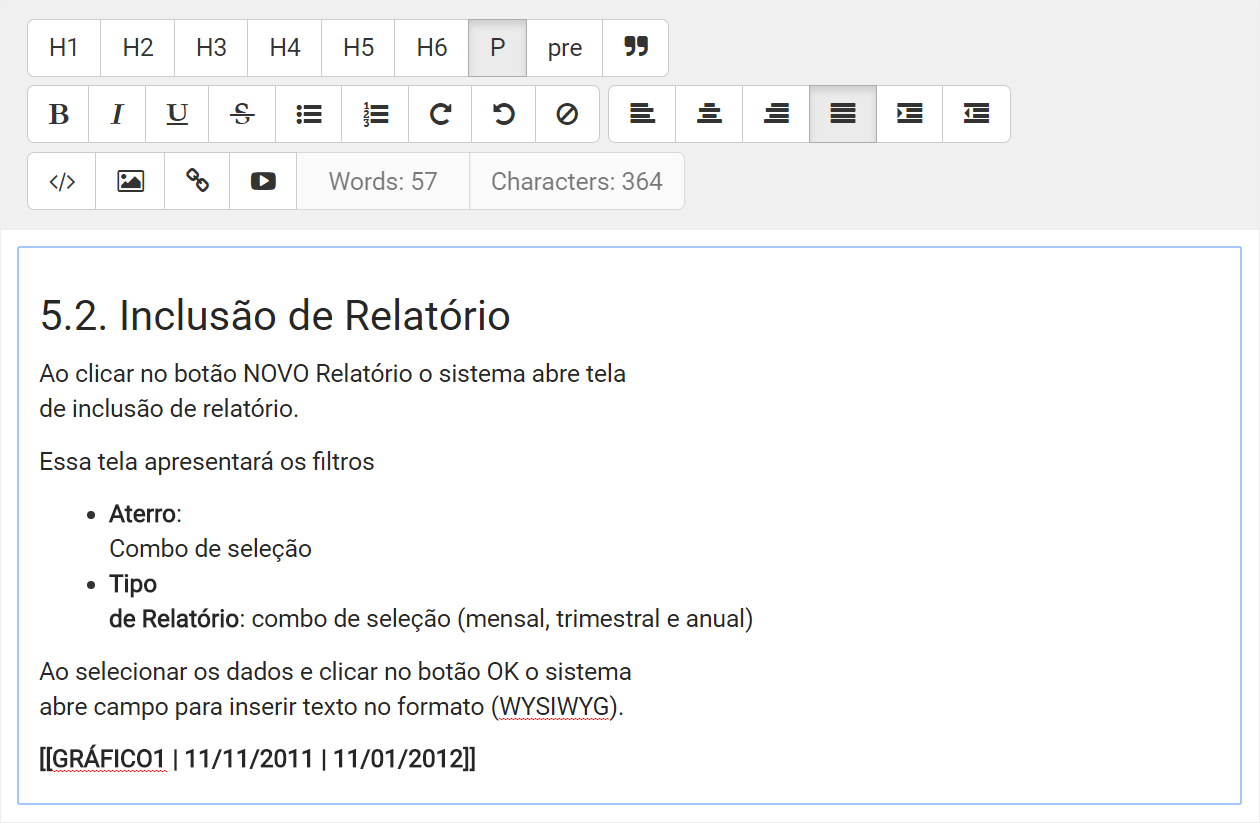 H1 H2 H3 H4 H5 H6 P pre
B I U S
Words: 57 Characters: 364
5.2. Inclusão de Relatório
Ao clicar no botão NOVO Relatório o sistema abre tela
de inclusão de relatório.
Essa tela apresentará os filtros
• Aterro:
Combo de seleção
• Tipo
de Relatório: combo de seleção (mensal, trimestral e anual)
Ao selecionar os dados e clicar no botão OK o sistema
abre campo para inserir texto no formato (WYSIWYG).
[[GRÁFICO1 | 11/11/2011 | 11/01/2012]]